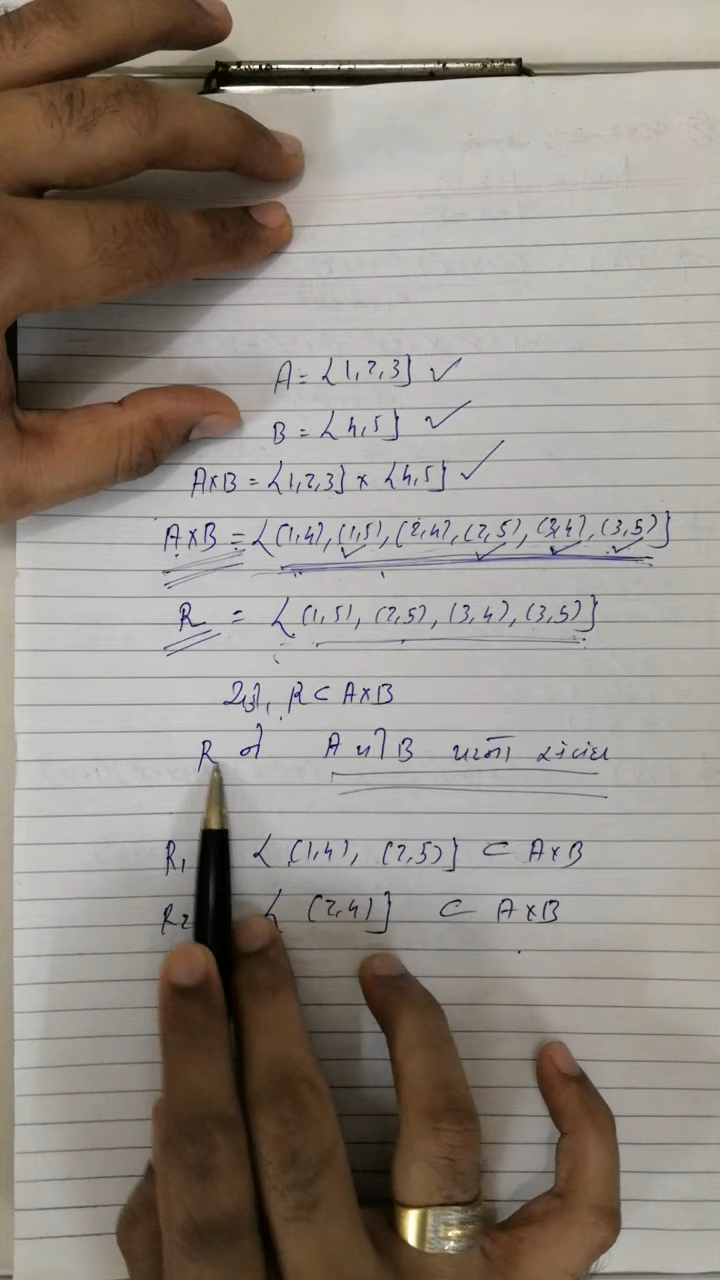 A = {1,2,3} ✓
B = {4,5} ✓
A×B = {1,2,3} × {4,5} ✓
A×B = {(1,4), (1,5), (2,4), (2,5), (3,4), (3,5)}
R = {(1,5), (2,5), (3,4), (3,5)}
R ⊂ A×B
R ને A થી B પરનો સંબંધ
R₁ {(1,4), (2,5)} ⊂ A×B
R₂ {(2,4)} ⊂ A×B